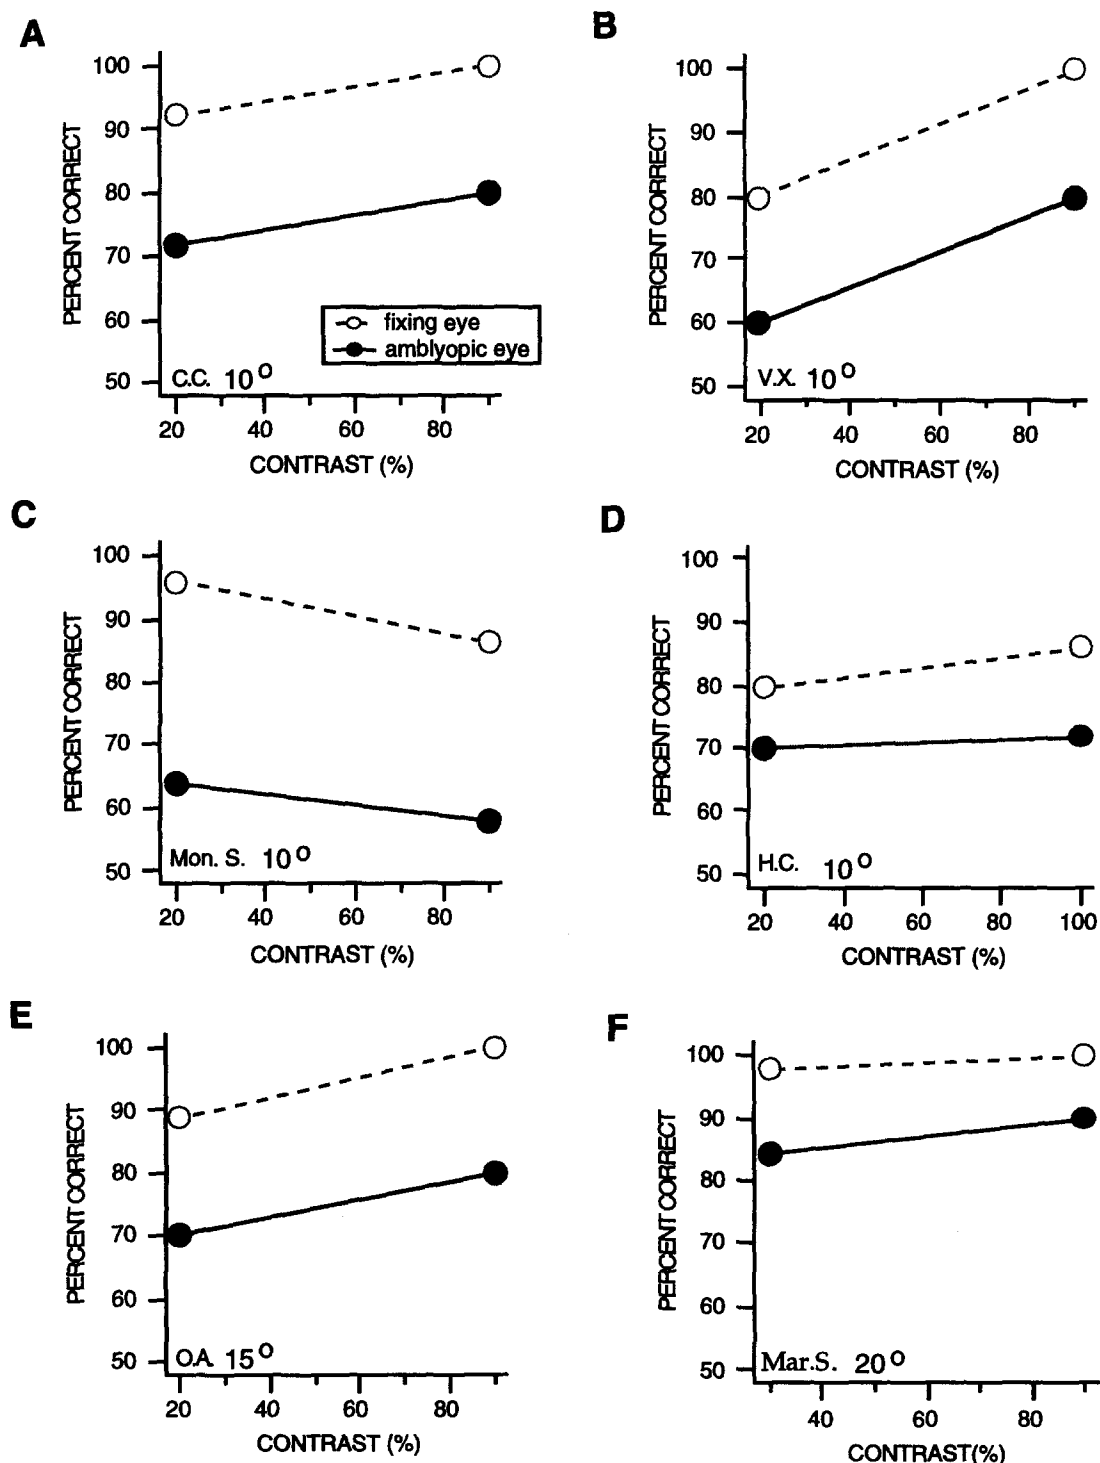 A
PERCENT CORRECT
100
90
80
70
60
50
fixing eye
amblyopic eye
C.C. 10°
20 40 60 80
CONTRAST (%)
B
PERCENT CORRECT
100
90
80
70
60
50
V.X. 10°
20 40 60 80
CONTRAST (%)
C
PERCENT CORRECT
100
90
80
70
60
50
Mon. S. 10°
20 40 60 80
CONTRAST (%)
D
PERCENT CORRECT
100
90
80
70
60
50
H.C. 10°
20 40 60 80 100
CONTRAST (%)
E
PERCENT CORRECT
100
90
80
70
60
50
O.A. 15°
20 40 60 80
CONTRAST (%)
F
PERCENT CORRECT
100
90
80
70
60
50
Mar.S. 20°
40 60 80
CONTRAST(%)